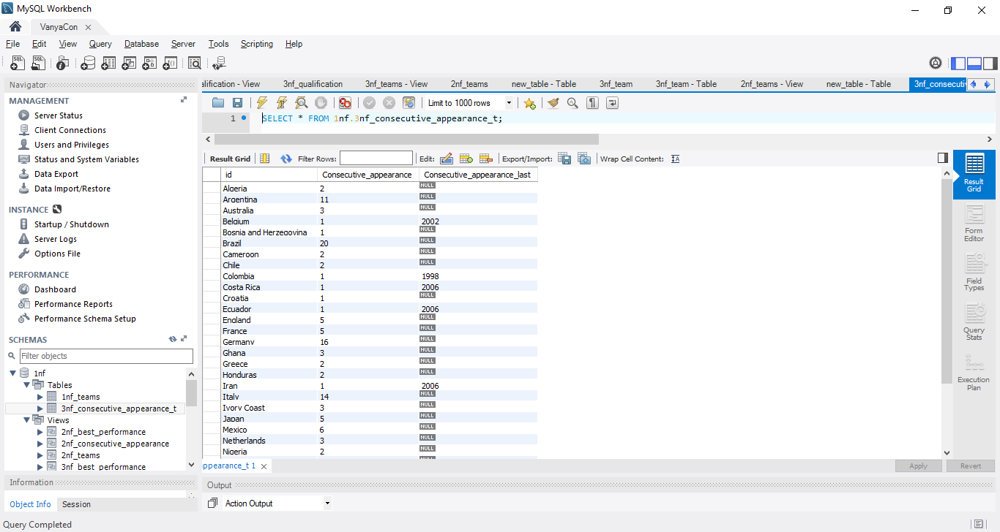 MySQL Workbench
VanyaCon
File Edit View Query Database Server Tools Scripting Help
Navigator
MANAGEMENT
Server Status
Client Connections
Users and Privileges
Status and System Variables
Data Export
Data Import/Restore
INSTANCE
Startup / Shutdown
Server Logs
Options File
PERFORMANCE
Dashboard
Performance Reports
Performance Schema Setup
SCHEMAS
Filter objects
1nf
Tables
1nf_teams
3nf_consecutive_appearance_t
Views
2nf_best_performance
2nf_consecutive_appearance
2nf_teams
3nf_best_performance
Information
Object Info Session
Query Completed
alification - View 3nf_qualification 3nf_teams - View 2nf_teams new_table - Table 3nf_team 3nf_team - Table 2nf_teams - View new_table - Table 3nf_consecuti
Limit to 1000 rows
1 SELECT * FROM 1nf.3nf_consecutive_appearance_t;
Result Grid Filter Rows: Edit: Export/Import: Wrap Cell Content:
id Consecutive_appearance Consecutive_appearance_last
Algeria 2 NULL
Argentina 11 NULL
Australia 3 NULL
Belgium 1 2002
Bosnia and Herzegovina 1 NULL
Brazil 20 NULL
Cameroon 2 NULL
Chile 2 NULL
Colombia 1 1998
Costa Rica 1 2006
Croatia 1 NULL
Ecuador 1 2006
England 5 NULL
France 5 NULL
Germany 16 NULL
Ghana 3 NULL
Greece 2 NULL
Honduras 2 NULL
Iran 1 2006
Italy 14 NULL
Ivory Coast 3 NULL
Japan 5 NULL
Mexico 6 NULL
Netherlands 3 NULL
Nigeria 2 NULL
NULL
Result
Grid
Form
Editor
Field
Types
Query
Stats
Execution
Plan
ppearance_t 1
Apply Revert
Output
Action Output